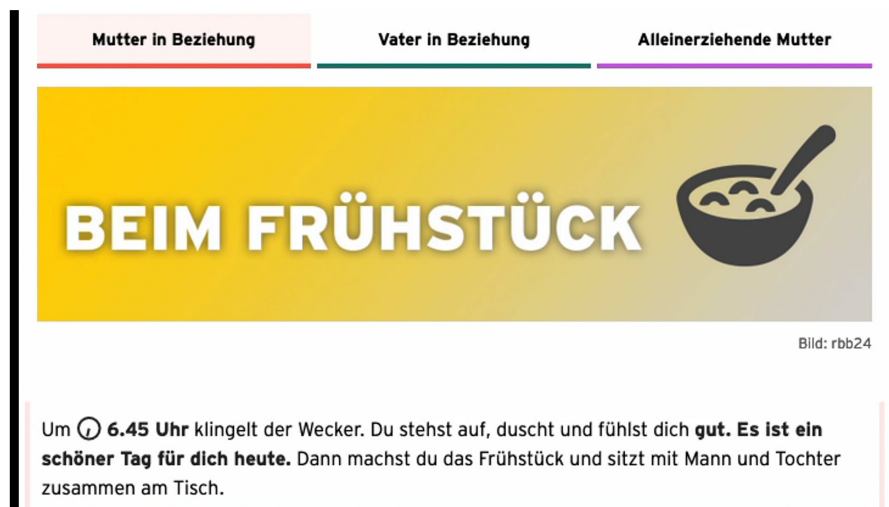 Mutter in Beziehung
Vater in Beziehung
Alleinerziehende Mutter
BEIM FRÜHSTÜCK
Bild: rbb24
Um 6.45 Uhr klingelt der Wecker. Du stehst auf, duscht und fühlst dich gut. Es ist ein
schöner Tag für dich heute. Dann machst du das Frühstück und sitzt mit Mann und Tochter
zusammen am Tisch.